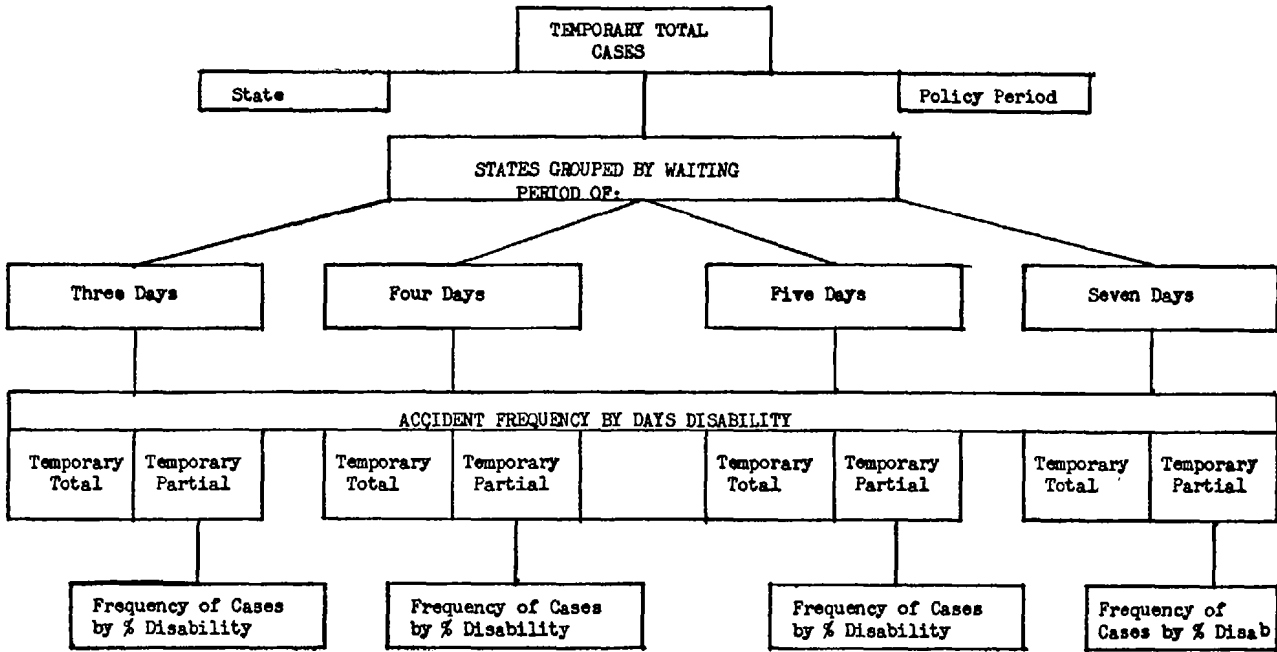 TEMPORARY TOTAL
CASES
State
Policy Period
STATES GROUPED BY WAITING
PERIOD OF:
Three Days
Four Days
Five Days
Seven Days
ACCIDENT FREQUENCY BY DAYS DISABILITY
Temporary
Total
Temporary
Partial
Temporary
Total
Temporary
Partial
Temporary
Total
Temporary
Partial
Temporary
Total
Temporary
Partial
Frequency of Cases
by % Disability
Frequency of Cases
by % Disability
Frequency of Cases
by % Disability
Frequency of
Cases by % Disab